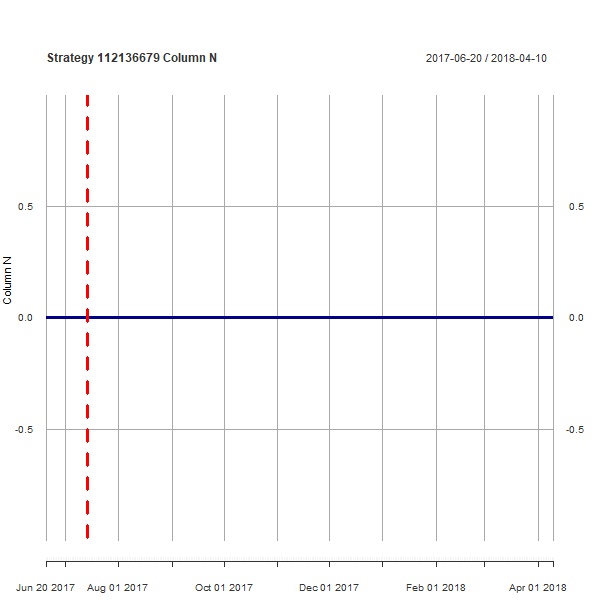 Strategy 112136679 Column N 2017-06-20 / 2018-04-10
0.5 0.5
Column N
0.0 0.0
-0.5 -0.5
Jun 20 2017 Aug 01 2017 Oct 01 2017 Dec 01 2017 Feb 01 2018 Apr 01 2018